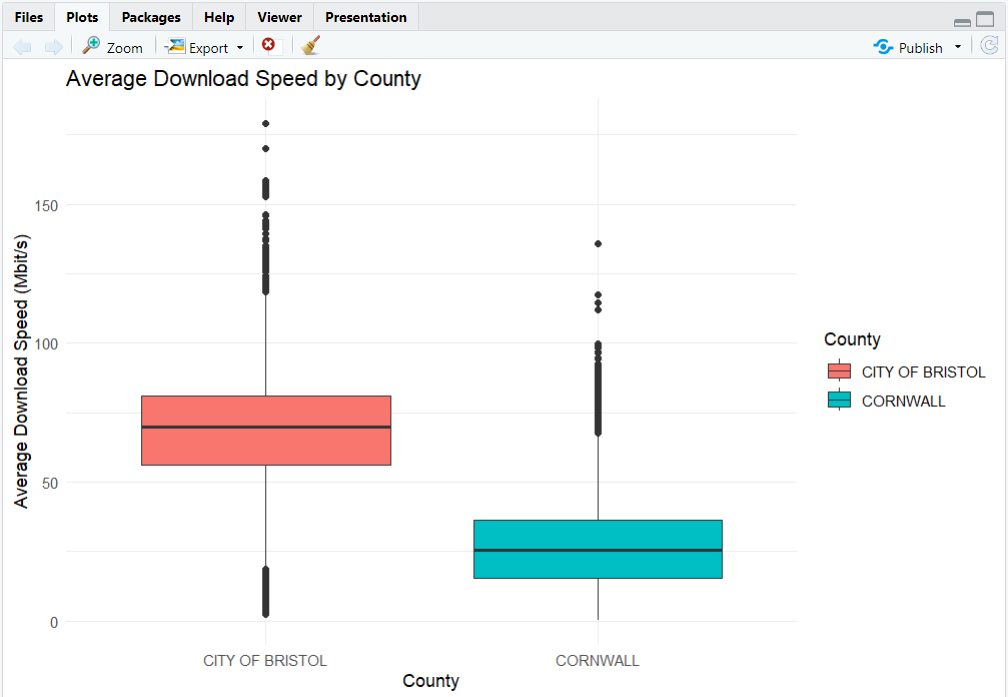 Files Plots Packages Help Viewer Presentation
Zoom Export Publish
Average Download Speed by County
Average Download Speed (Mbit/s)
150
100
50
0
CITY OF BRISTOL CORNWALL
County
County
CITY OF BRISTOL
CORNWALL